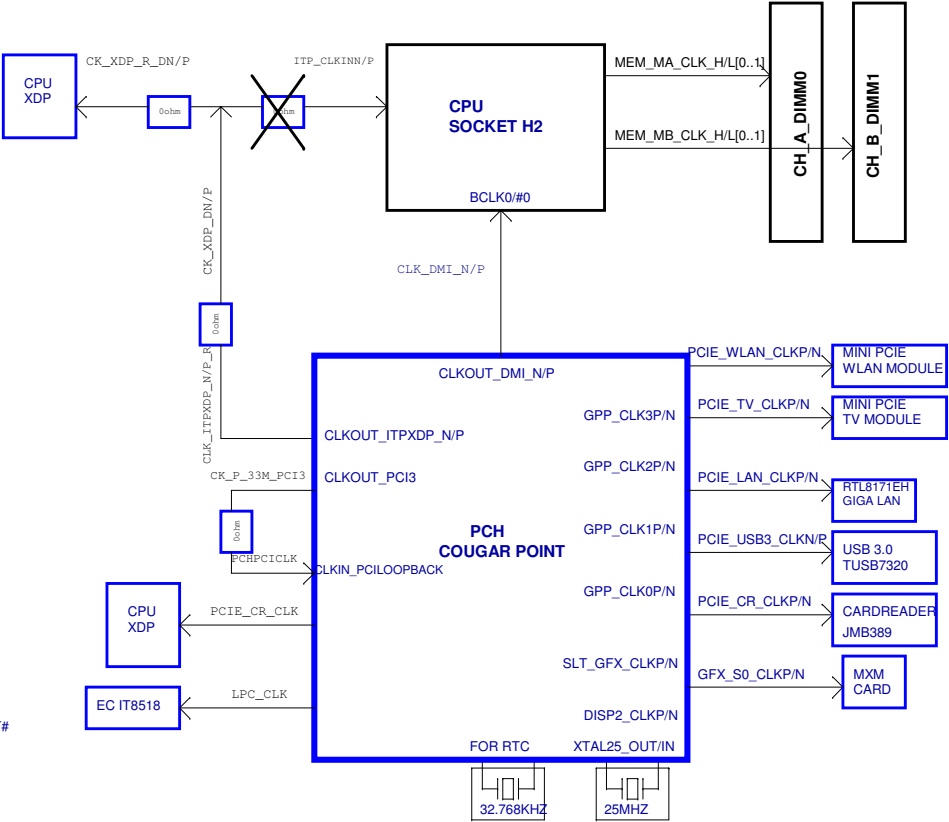 CK_XDP_R_DN/P
ITP_CLKINN/P
CPU
XDP
0ohm
CPU
SOCKET H2
BCLK0/#0
MEM_MA_CLK_H/L[0..1]
MEM_MB_CLK_H/L[0..1]
CH_A_DIMM0
CH_B_DIMM1
CK_XDP_DN/P
0ohm
CLK_ITPXDP_N/P_R
CLK_DMI_N/P
CLKOUT_DMI_N/P
CLKOUT_ITPXDP_N/P
CK_P_33M_PCI3
CLKOUT_PCI3
0ohm
PCHPCICLK
CLKIN_PCILOOPBACK
PCH
COUGAR POINT
CPU
XDP
PCIE_CR_CLK
EC IT8518
LPC_CLK
/#
GPP_CLK3P/N
GPP_CLK2P/N
GPP_CLK1P/N
GPP_CLK0P/N
SLT_GFX_CLKP/N
DISP2_CLKP/N
FOR RTC
XTAL25_OUT/IN
32.768KHZ
25MHZ
PCIE_WLAN_CLKP/N
MINI PCIE
WLAN MODULE
PCIE_TV_CLKP/N
MINI PCIE
TV MODULE
PCIE_LAN_CLKP/N
RTL8171EH
GIGA LAN
PCIE_USB3_CLKN/P
USB 3.0
TUSB7320
PCIE_CR_CLKP/N
CARDREADER
JMB389
GFX_S0_CLKP/N
MXM
CARD